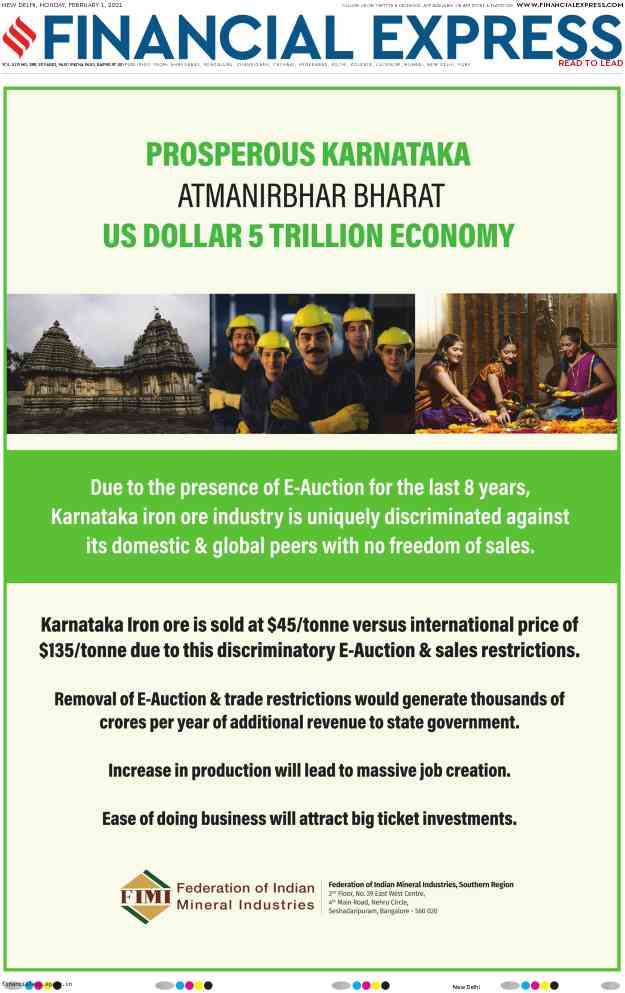 NEW DELHI, MONDAY, FEBRUARY 1, 2021
WWW.FINANCIALEXPRESS.COM
FINANCIAL EXPRESS
READ TO LEAD
PROSPEROUS KARNATAKA
ATMANIRBHAR BHARAT
US DOLLAR 5 TRILLION ECONOMY
Due to the presence of E-Auction for the last 8 years,
Karnataka iron ore industry is uniquely discriminated against
its domestic & global peers with no freedom of sales.
Karnataka Iron ore is sold at $45/tonne versus international price of
$135/tonne due to this discriminatory E-Auction & sales restrictions.
Removal of E-Auction & trade restrictions would generate thousands of
crores per year of additional revenue to state government.
Increase in production will lead to massive job creation.
Ease of doing business will attract big ticket investments.
FIMI
Federation of Indian
Mineral Industries
Federation of Indian Mineral Industries, Southern Region
2nd Floor, No. 39 East West Centre,
4th Main Road, Nehru Circle,
Seshadaripuram, Bangalore - 560 020
New Delhi